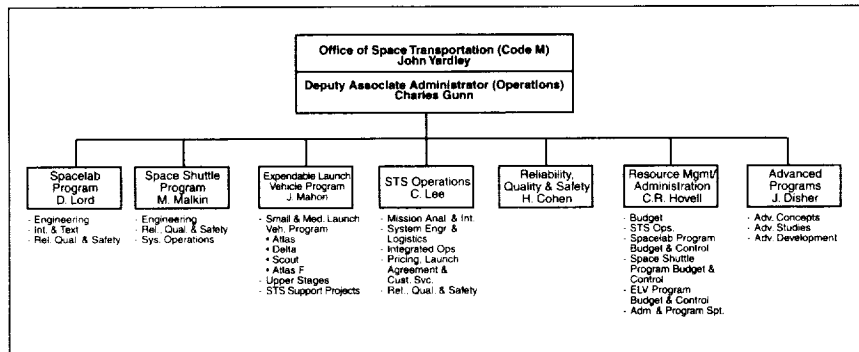 Office of Space Transportation (Code M)
John Yardley
Deputy Associate Administrator (Operations)
Charles Gunn
Spacelab
Program
D. Lord
- Engineering
- Int. & Text
- Rel. Qual. & Safety
Space Shuttle
Program
M. Malkin
- Engineering
- Rel., Qual. & Safety
- Sys. Operations
Expendable Launch
Vehicle Program
J. Mahon
- Small & Med. Launch
Veh. Program
• Atlas
• Delta
• Scout
• Atlas F
- Upper Stages
- STS Support Projects
STS Operations
C. Lee
- Mission Anal. & Int.
- System Engr. &
Logistics
- Integrated Ops
- Pricing, Launch
Agreement &
Cust. Svc.
- Rel., Qual. & Safety
Reliability,
Quality & Safety
H. Cohen
Resource Mgmt/
Administration
C.R. Hovell
- Budget
- STS Ops.
- Spacelab Program
Budget & Control
- Space Shuttle
Program Budget &
Control
- ELV Program
Budget & Control
- Adm. & Program Spt.
Advanced
Programs
J. Disher
- Adv. Concepts
- Adv. Studies
- Adv. Development